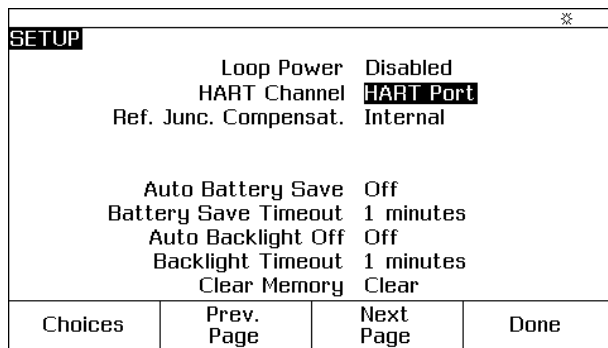 SETUP
Loop Power Disabled
HART Channel HART Port
Ref. Junc. Compensat. Internal
Auto Battery Save Off
Battery Save Timeout 1 minutes
Auto Backlight Off Off
Backlight Timeout 1 minutes
Clear Memory Clear
Choices Prev. Page Next Page Done